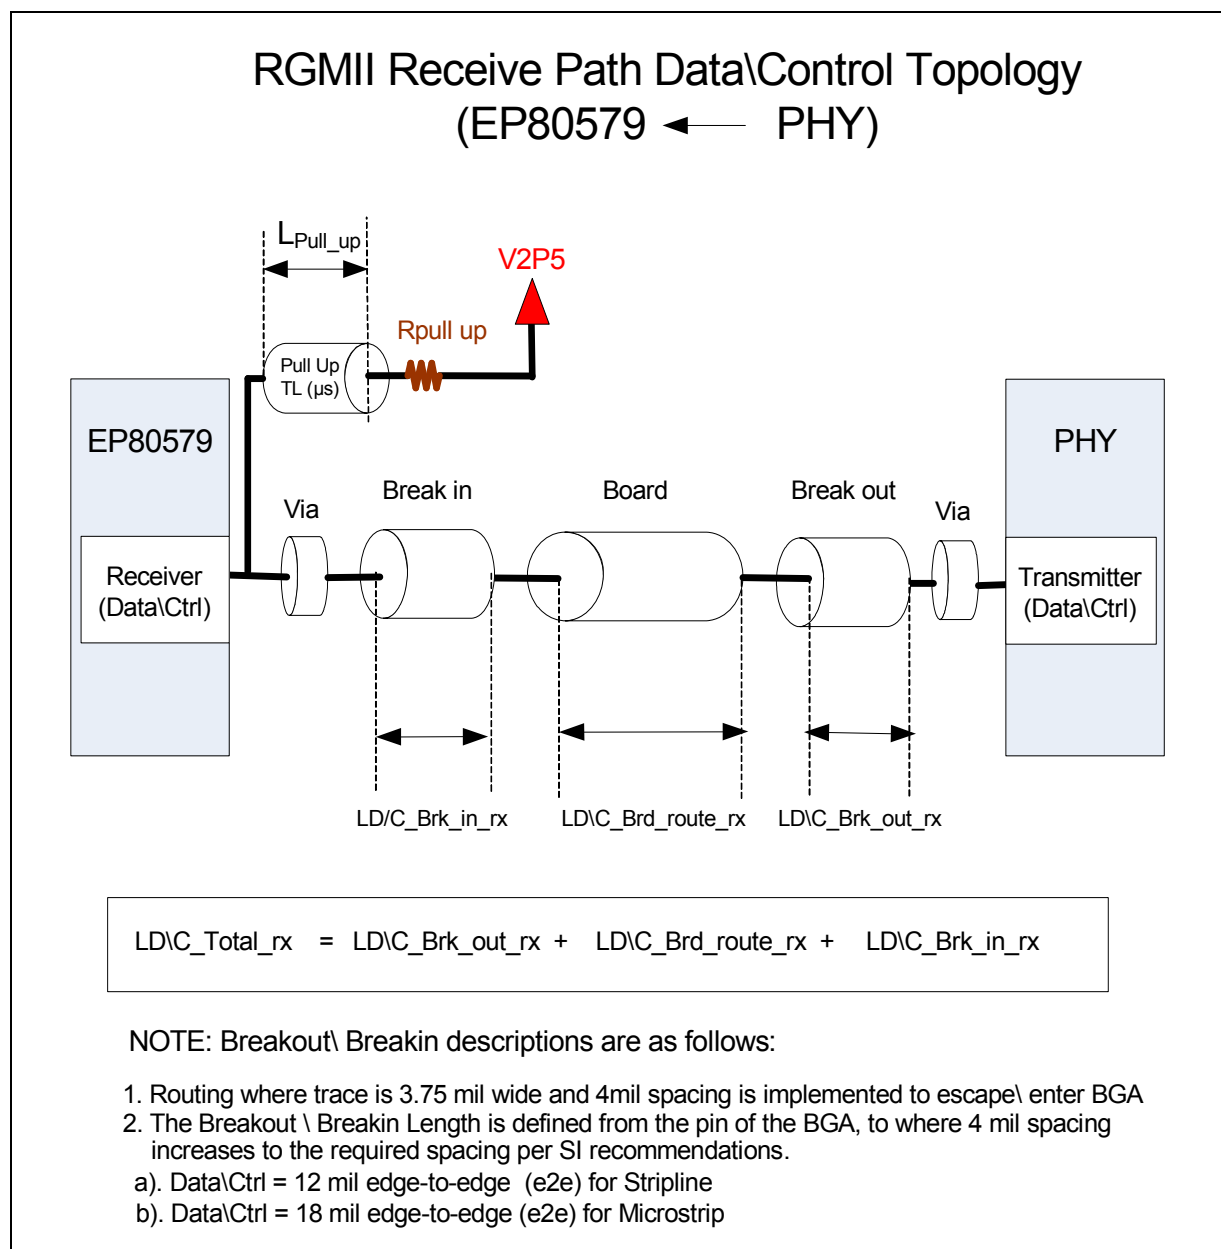 RGMII Receive Path Data\Control Topology
(EP80579 PHY)
LPull_up
V2P5
Rpull up
Pull Up
TL (µs)
EP80579
PHY
Via
Break in
Board
Break out
Via
Receiver
(Data\Ctrl)
Transmitter
(Data\Ctrl)
LD/C_Brk_in_rx
LD\C_Brd_route_rx
LD\C_Brk_out_rx
LD\C_Total_rx = LD\C_Brk_out_rx + LD\C_Brd_route_rx + LD\C_Brk_in_rx
NOTE: Breakout\ Breakin descriptions are as follows:
1. Routing where trace is 3.75 mil wide and 4mil spacing is implemented to escape\ enter BGA
2. The Breakout \ Breakin Length is defined from the pin of the BGA, to where 4 mil spacing
increases to the required spacing per SI recommendations.
a). Data\Ctrl = 12 mil edge-to-edge (e2e) for Stripline
b). Data\Ctrl = 18 mil edge-to-edge (e2e) for Microstrip